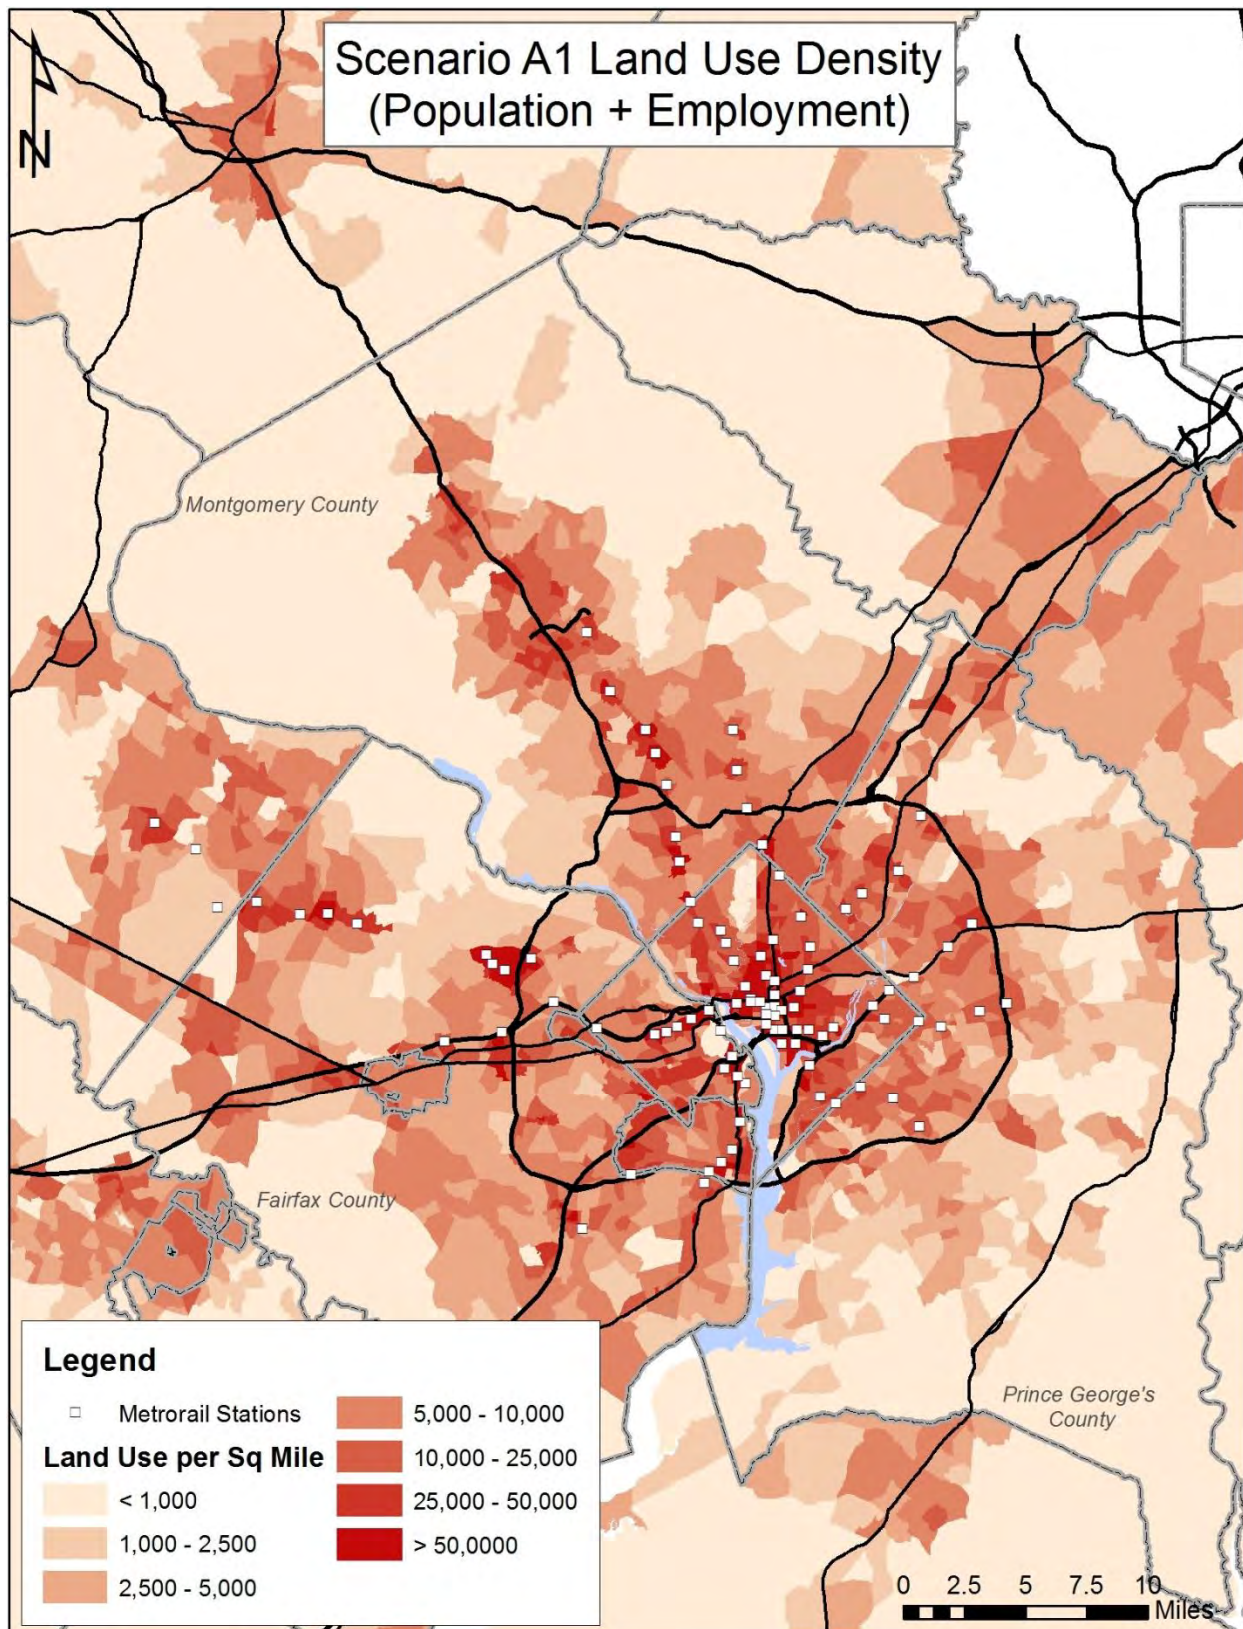 Scenario A1 Land Use Density
(Population + Employment)
N
Montgomery County
Fairfax County
Prince George's
County
Legend
Metrorail Stations
Land Use per Sq Mile
< 1,000
1,000 - 2,500
2,500 - 5,000
5,000 - 10,000
10,000 - 25,000
25,000 - 50,000
> 50,0000
0 2.5 5 7.5 10
Miles